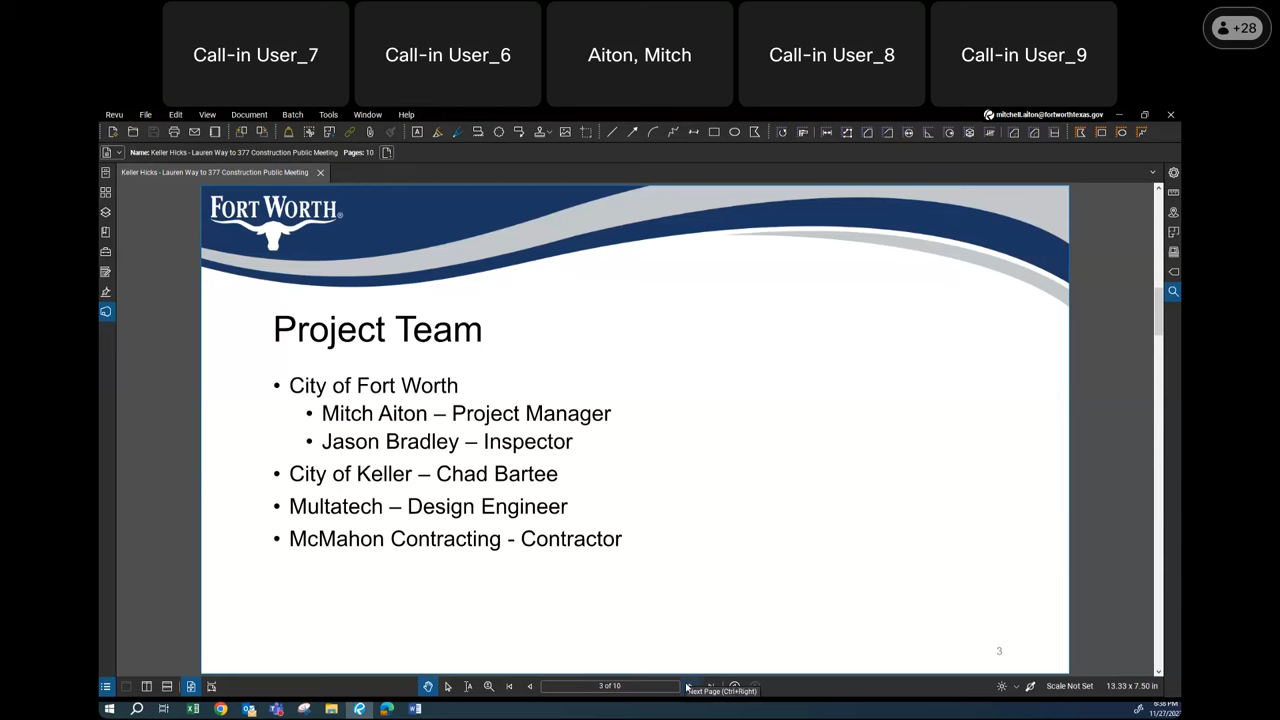 Call-in User_7
Call-in User_6
Aiton, Mitch
Call-in User_8
Call-in User_9
+28
Revu File Edit View Document Batch Tools Window Help
mitchell.aiton@fortworthtexas.gov
Name: Keller Hicks - Lauren Way to 377 Construction Public Meeting Pages: 10
Keller Hicks - Lauren Way to 377 Construction Public Meeting
FORT WORTH®
Project Team
• City of Fort Worth
• Mitch Aiton – Project Manager
• Jason Bradley – Inspector
• City of Keller – Chad Bartee
• Multatech – Design Engineer
• McMahon Contracting - Contractor
3
3 of 10
Next Page (Ctrl+Right)
Scale Not Set
13.33 x 7.50 in
6:38 PM